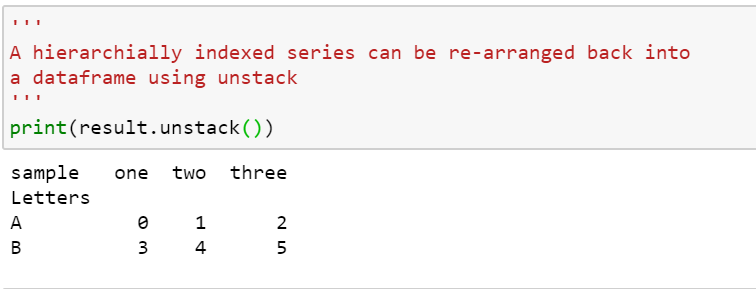 '''
A hierarchially indexed series can be re-arranged back into
a dataframe using unstack
'''
print(result.unstack())
sample   one  two  three
Letters
A          0    1      2
B          3    4      5